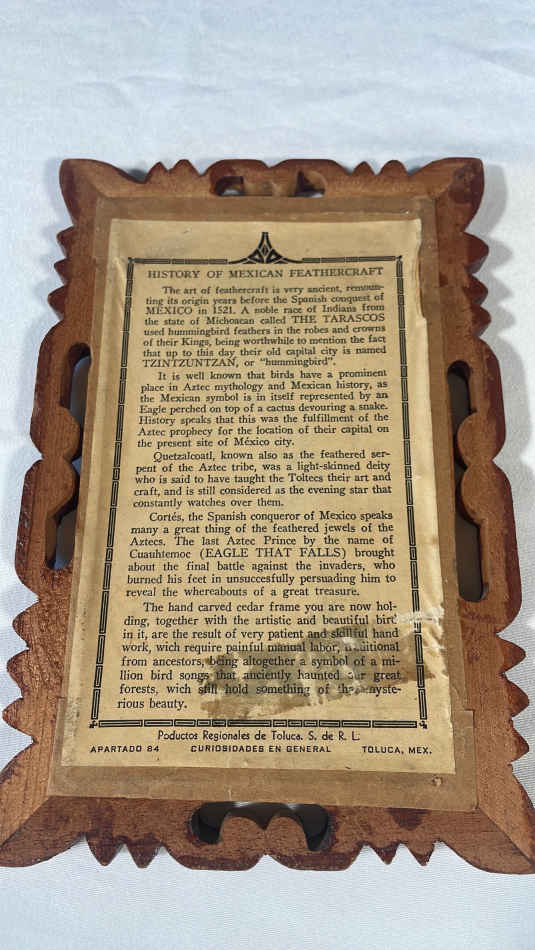 HISTORY OF MEXICAN FEATHERCRAFT
The art of feathercraft is very ancient, remoun-
ting its origin years before the Spanish conquest of
MEXICO in 1521. A noble race of Indians from
the state of Michoacan called THE TARASCOS
used hummingbird feathers in the robes and crowns
of their Kings, being worthwhile to mention the fact
that up to this day their old capital city is named
TZINTZUNTZAN, or "hummingbird".
It is well known that birds have a prominent
place in Aztec mythology and Mexican history, as
the Mexican symbol is in itself represented by an
Eagle perched on top of a cactus devouring a snake.
History speaks that this was the fulfillment of the
Aztec prophecy for the location of their capital on
the present site of México city.
Quetzalcoatl, known also as the feathered ser-
pent of the Aztec tribe, was a light-skinned deity
who is said to have taught the Toltecs their art and
craft, and is still considered as the evening star that
constantly watches over them.
Cortés, the Spanish conqueror of Mexico speaks
many a great thing of the feathered jewels of the
Aztecs. The last Aztec Prince by the name of
Cuauhtemoc (EAGLE THAT FALLS) brought
about the final battle against the invaders, who
burned his feet in unsuccesfully persuading him to
reveal the whereabouts of a great treasure.
The hand carved cedar frame you are now hol-
ding, together with the artistic and beautiful bird
in it, are the result of very patient and skillful hand
work, wich require painful manual labor,
from ancestors, being altogether a symbol of a mi-
llion bird songs that anciently haunted our great
forests, wich still hold something of the myste-
rious beauty.
Poductos Regionales de Toluca. S. de R. L.
APARTADO 84 CURIOSIDADES EN GENERAL TOLUCA, MEX.